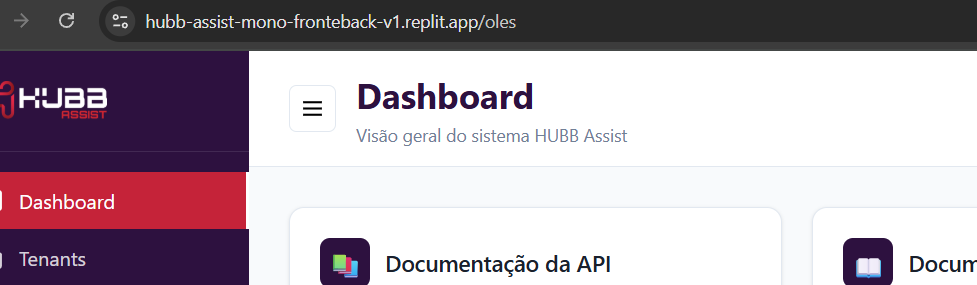 hubb-assist-mono-fronteback-v1.replit.app/oles
HUBB
ASSIST
Dashboard
Visão geral do sistema HUBB Assist
Dashboard
Tenants
Documentação da API
Docum